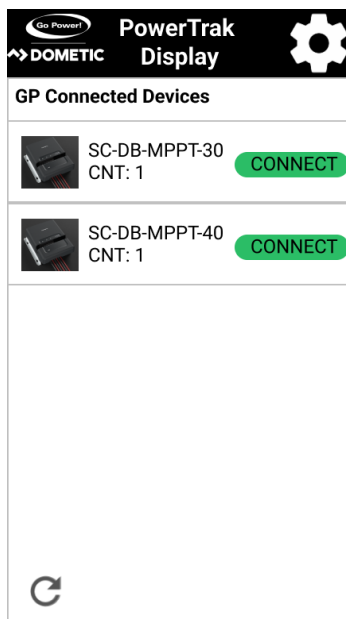 Go Power!
PowerTrak
DOMETIC
Display
GP Connected Devices
SC-DB-MPPT-30
CNT: 1
CONNECT
SC-DB-MPPT-40
CNT: 1
CONNECT